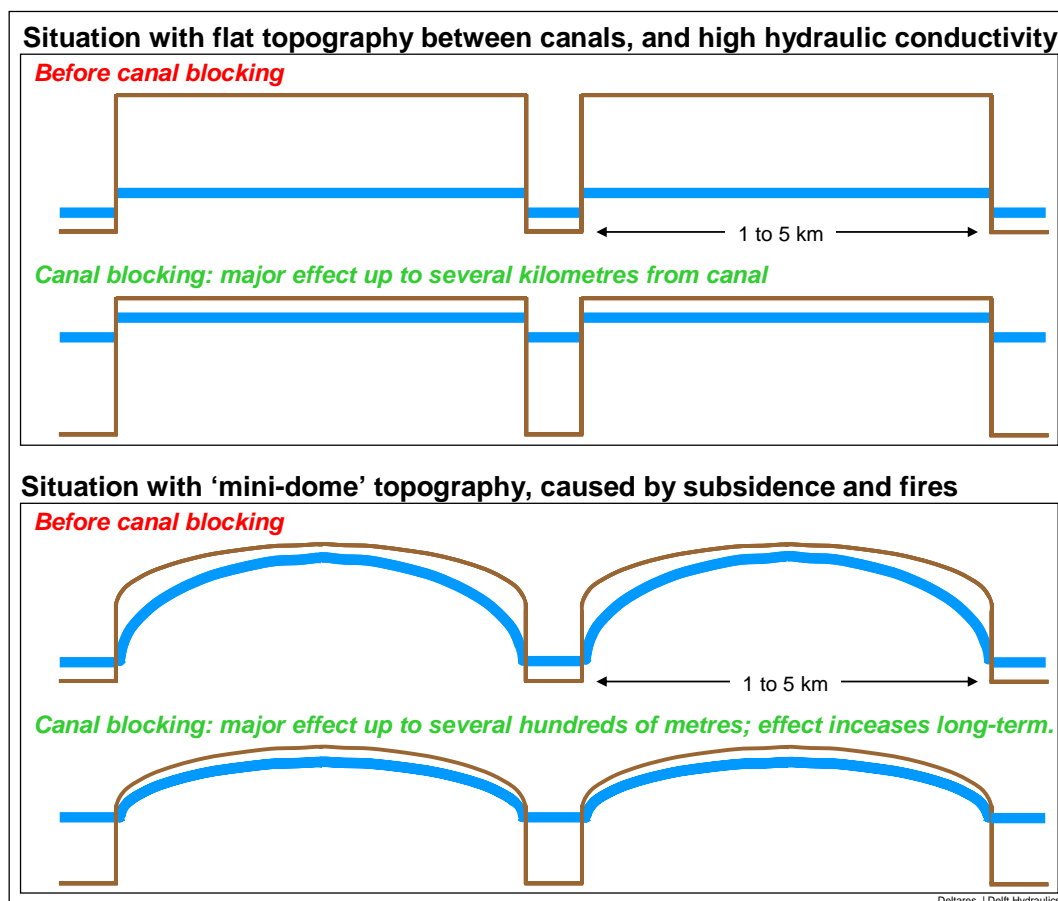 Situation with flat topography between canals, and high hydraulic conductivity
Before canal blocking
1 to 5 km
Canal blocking: major effect up to several kilometres from canal
Situation with ‘mini-dome’ topography, caused by subsidence and fires
Before canal blocking
1 to 5 km
Canal blocking: major effect up to several hundreds of metres; effect inceases long-term.
Deltares | Delft Hydraulics